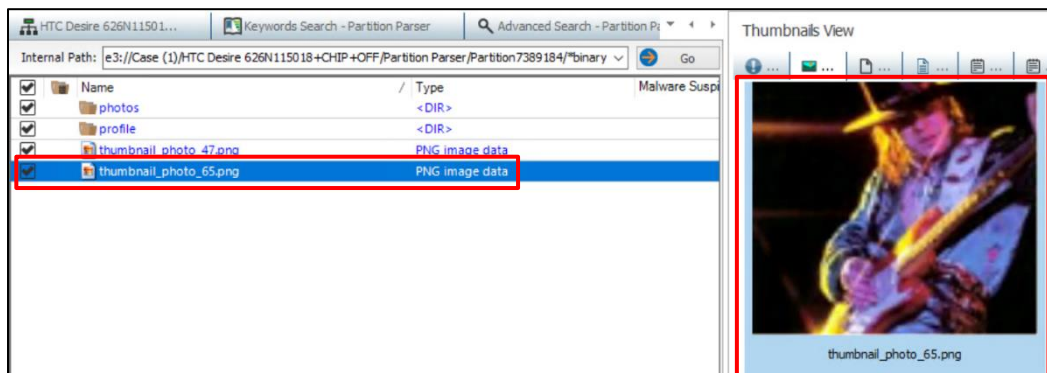 HTC Desire 626N11501...
Keywords Search - Partition Parser
Advanced Search - Partition Pa
Thumbnails View
Internal Path: e3://Case (1)/HTC Desire 626N115018+CHIP+OFF/Partition Parser/Partition7389184/*binary
Go
Name / Type Malware Suspi
photos <DIR>
profile <DIR>
thumbnail_photo_47.png PNG image data
thumbnail_photo_65.png PNG image data
thumbnail_photo_65.png